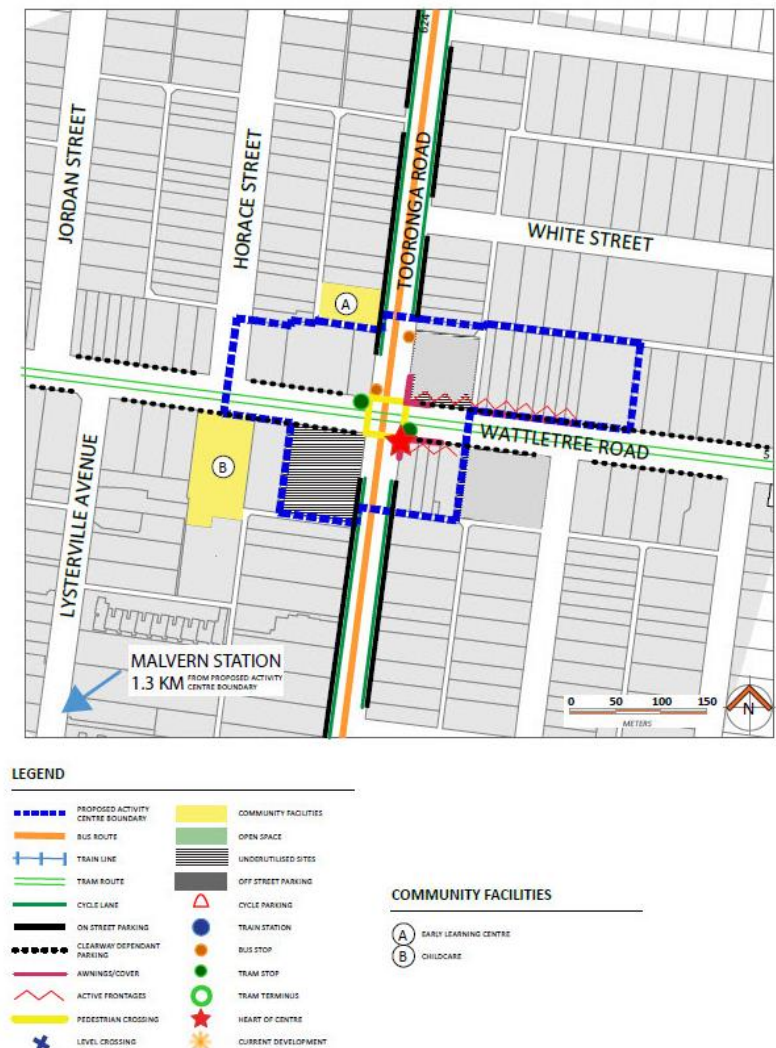 624
JORDAN STREET
HORACE STREET
TOORONGA ROAD
WHITE STREET
A
WATTLETREE ROAD
5
B
LYSTERVILLE AVENUE
MALVERN STATION
1.3 KM FROM PROPOSED ACTIVITY
CENTRE BOUNDARY
0 50 100 150
METERS
N
LEGEND
PROPOSED ACTIVITY
CENTRE BOUNDARY
BUS ROUTE
TRAIN LINE
TRAM ROUTE
CYCLE LANE
ON STREET PARKING
CLEARWAY DEPENDANT
PARKING
AWNINGS/COVER
ACTIVE FRONTAGES
PEDESTRIAN CROSSING
LEVEL CROSSING
COMMUNITY FACILITIES
OPEN SPACE
UNDERUTILISED SITES
OFF STREET PARKING
CYCLE PARKING
TRAIN STATION
BUS STOP
TRAM STOP
TRAM TERMINUS
HEART OF CENTRE
CURRENT DEVELOPMENT
COMMUNITY FACILITIES
A EARLY LEARNING CENTRE
B CHILDCARE